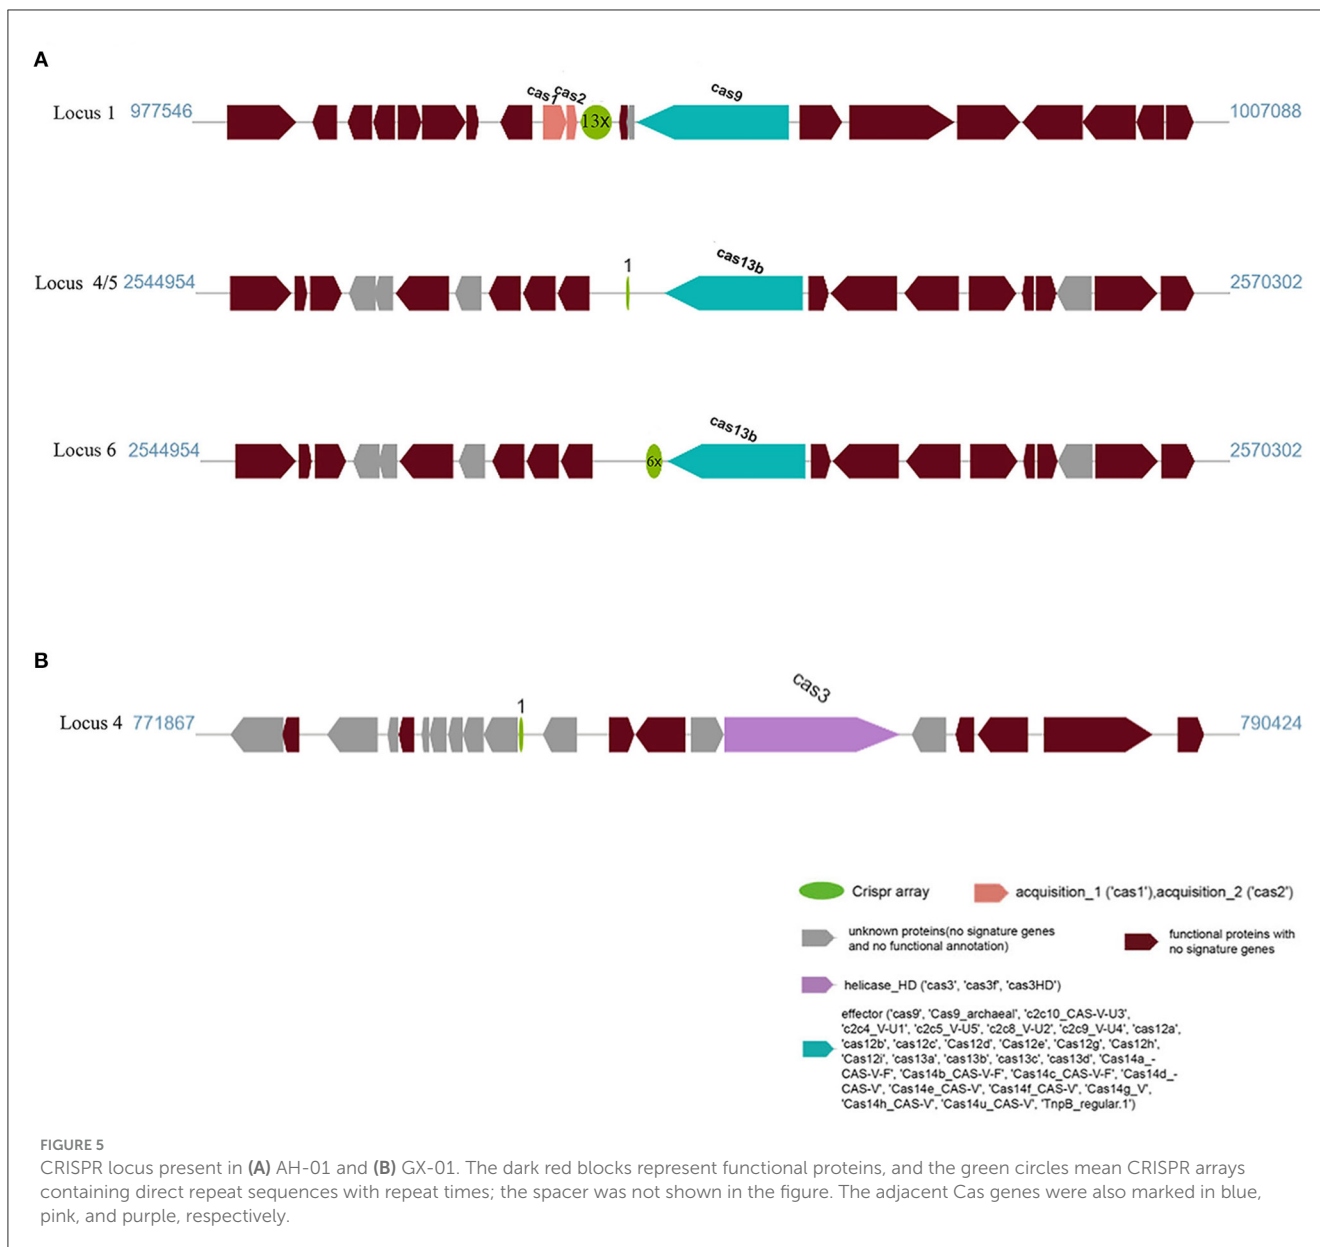 A
Locus 1 977546 cas1 cas2 13x cas9 1007088
Locus 4/5 2544954 1 cas13b 2570302
Locus 6 2544954 6x cas13b 2570302
B
Locus 4 771867 1 cas3 790424
Crispr array
acquisition_1 ('cas1'),acquisition_2 ('cas2')
unknown proteins(no signature genes
and no functional annotation)
functional proteins with
no signature genes
helicase_HD ('cas3', 'cas3f', 'cas3HD')
effector ('cas9', 'Cas9_archaeal', 'c2c10_CAS-V-U3',
'c2c4_V-U1', 'c2c5_V-U5', 'c2c8_V-U2', 'c2c9_V-U4', 'cas12a',
'cas12b', 'cas12c', 'Cas12d', 'Cas12e', 'Cas12g', 'Cas12h',
'Cas12i', 'cas13a', 'cas13b', 'cas13c', 'cas13d', 'Cas14a_-
CAS-V-F', 'Cas14b_CAS-V-F', 'Cas14c_CAS-V-F', 'Cas14d_-
CAS-V', 'Cas14e_CAS-V', 'Cas14f_CAS-V', 'Cas14g_V',
'Cas14h_CAS-V', 'Cas14u_CAS-V', 'TnpB_regular.1')
FIGURE 5
CRISPR locus present in (A) AH-01 and (B) GX-01. The dark red blocks represent functional proteins, and the green circles mean CRISPR arrays
containing direct repeat sequences with repeat times; the spacer was not shown in the figure. The adjacent Cas genes were also marked in blue,
pink, and purple, respectively.